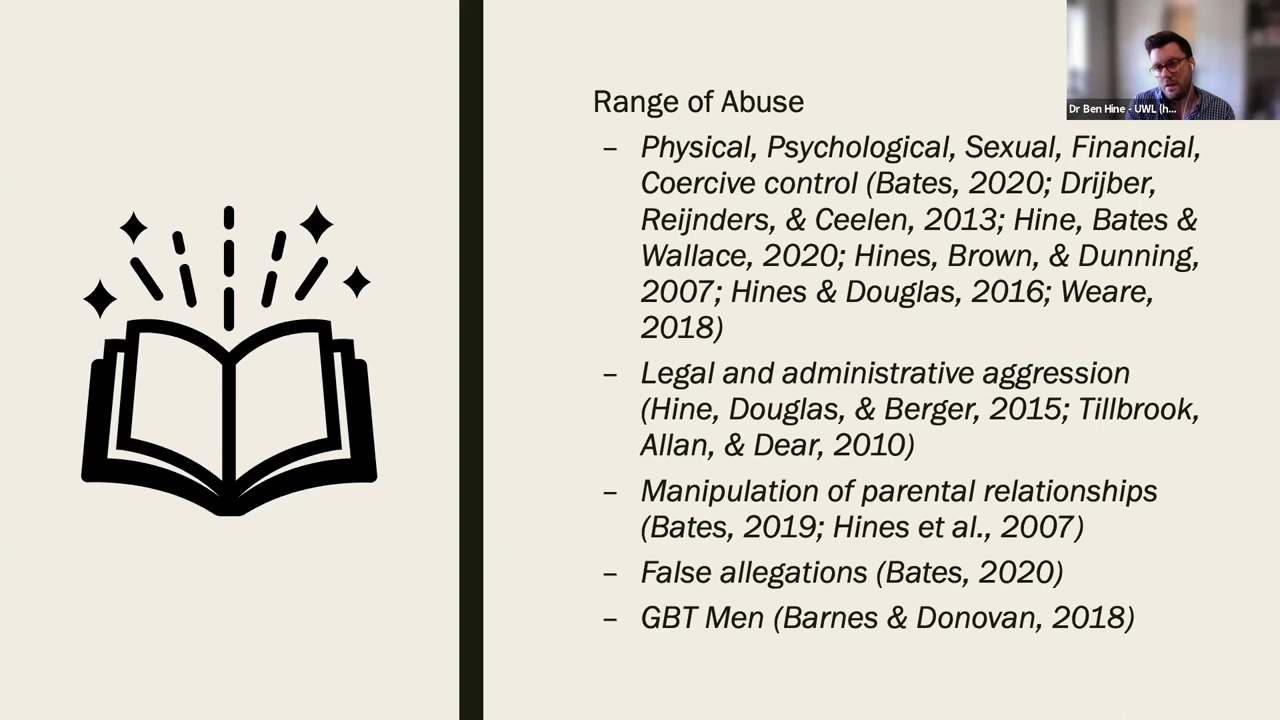 Range of Abuse
– Physical, Psychological, Sexual, Financial,
Coercive control (Bates, 2020; Drijber,
Reijnders, & Ceelen, 2013; Hine, Bates &
Wallace, 2020; Hines, Brown, & Dunning,
2007; Hines & Douglas, 2016; Weare,
2018)
– Legal and administrative aggression
(Hine, Douglas, & Berger, 2015; Tillbrook,
Allan, & Dear, 2010)
– Manipulation of parental relationships
(Bates, 2019; Hines et al., 2007)
– False allegations (Bates, 2020)
– GBT Men (Barnes & Donovan, 2018)
Dr Ben Hine - UWL (h...